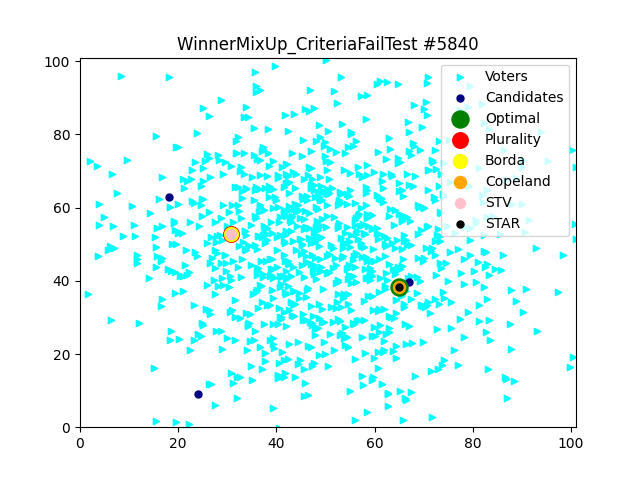 WinnerMixUp_CriteriaFailTest #5840
Voters
Candidates
Optimal
Plurality
Borda
Copeland
STV
STAR
100
80
60
40
20
0
0 20 40 60 80 100